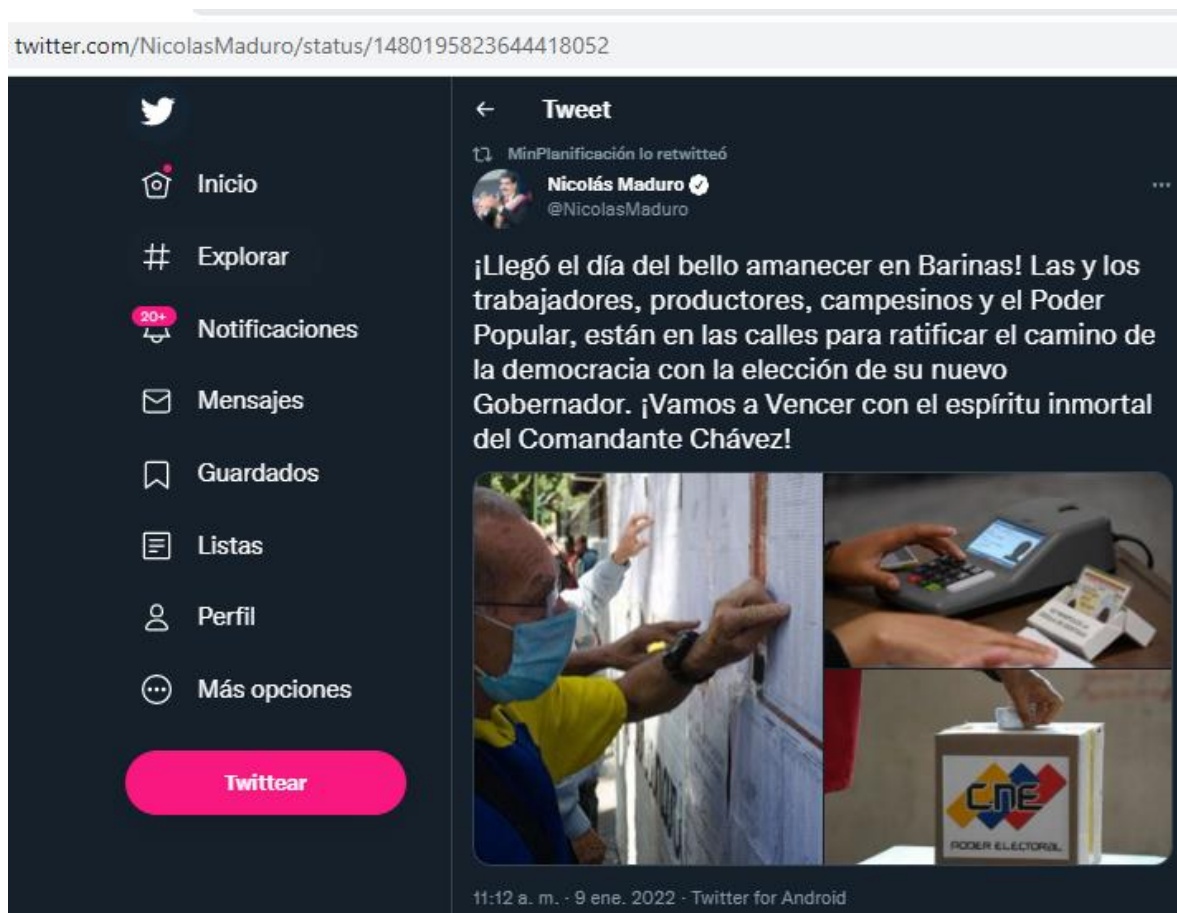 twitter.com/NicolasMaduro/status/1480195823644418052
Inicio
Explorar
20+
Notificaciones
Mensajes
Guardados
Listas
Perfil
Más opciones
Twittear
Tweet
MinPlanificación lo retwitteó
Nicolás Maduro
@NicolasMaduro
¡Llegó el día del bello amanecer en Barinas! Las y los
trabajadores, productores, campesinos y el Poder
Popular, están en las calles para ratificar el camino de
la democracia con la elección de su nuevo
Gobernador. ¡Vamos a Vencer con el espíritu inmortal
del Comandante Chávez!
CNE
PODER ELECTORAL
11:12 a. m. · 9 ene. 2022 · Twitter for Android